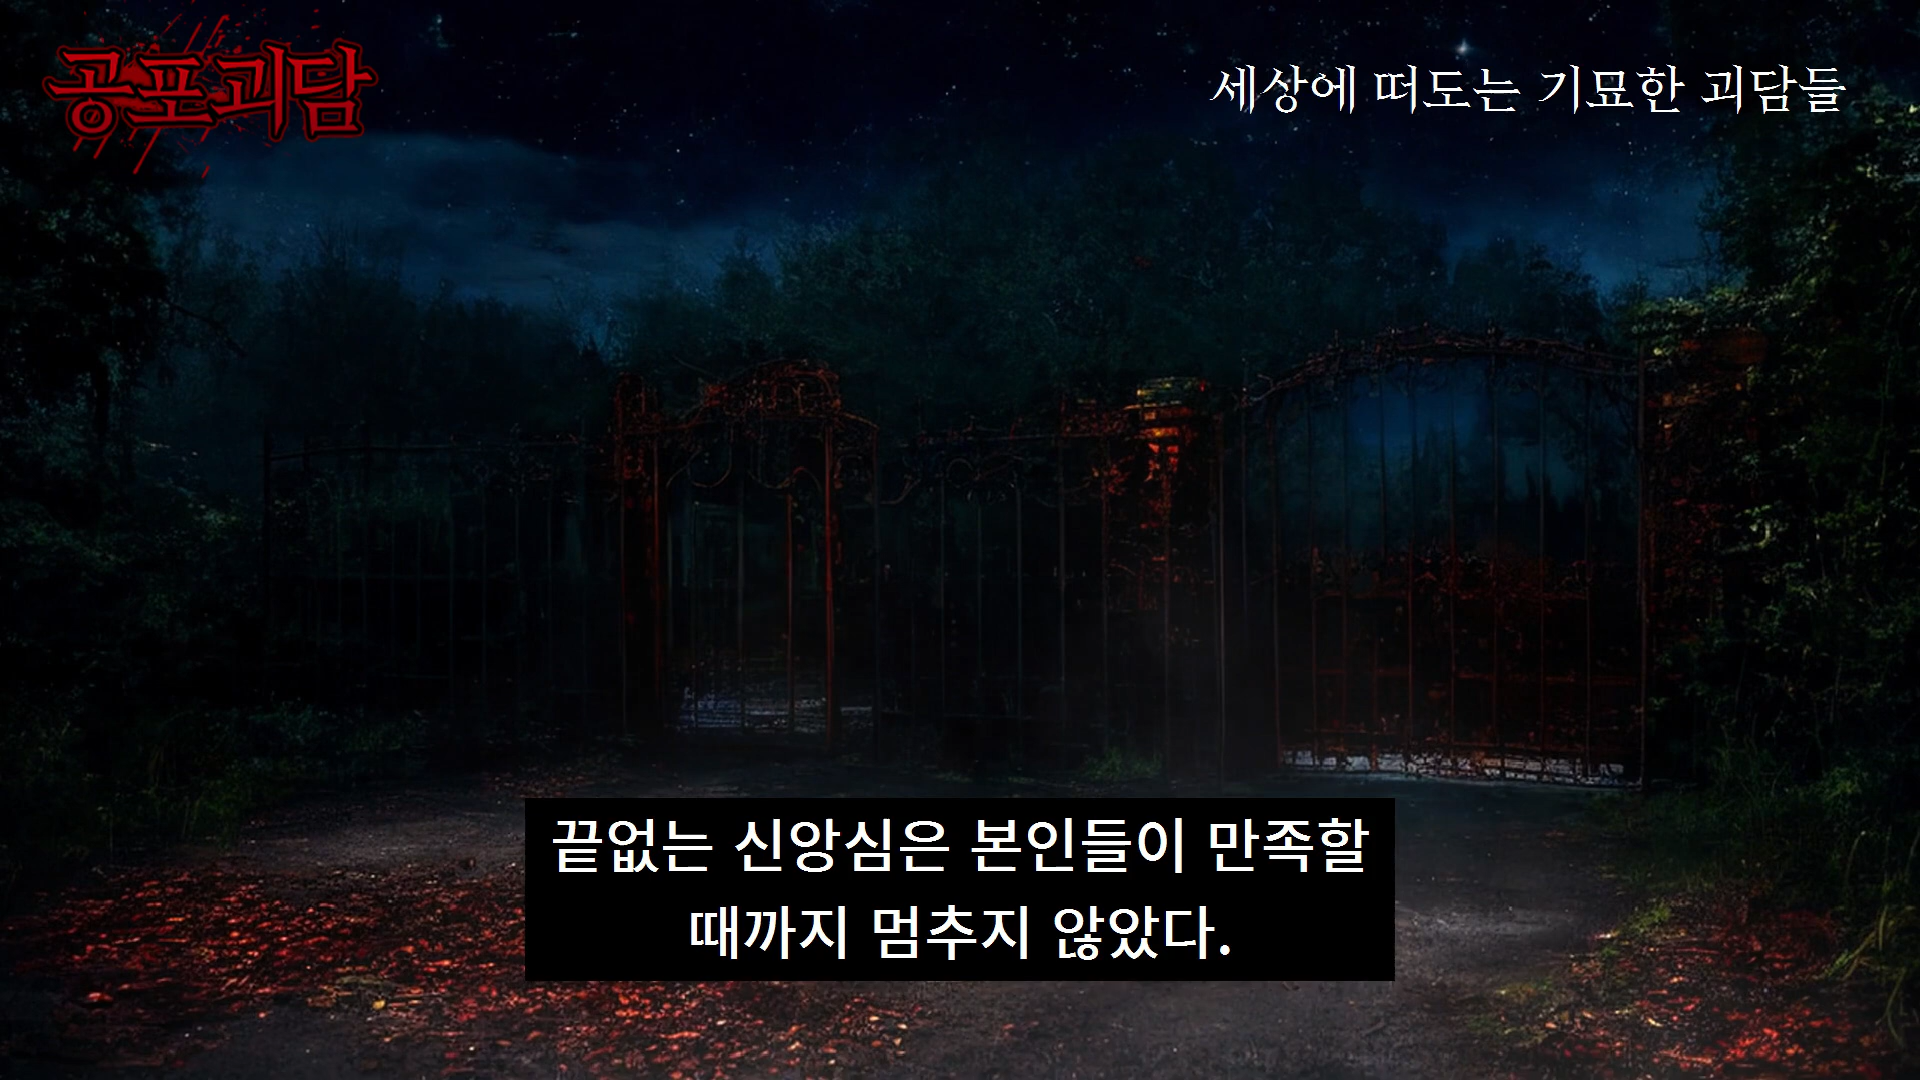 공포괴담
세상에 떠도는 기묘한 괴담들
끝없는 신앙심은 본인들이 만족할
때까지 멈추지 않았다.